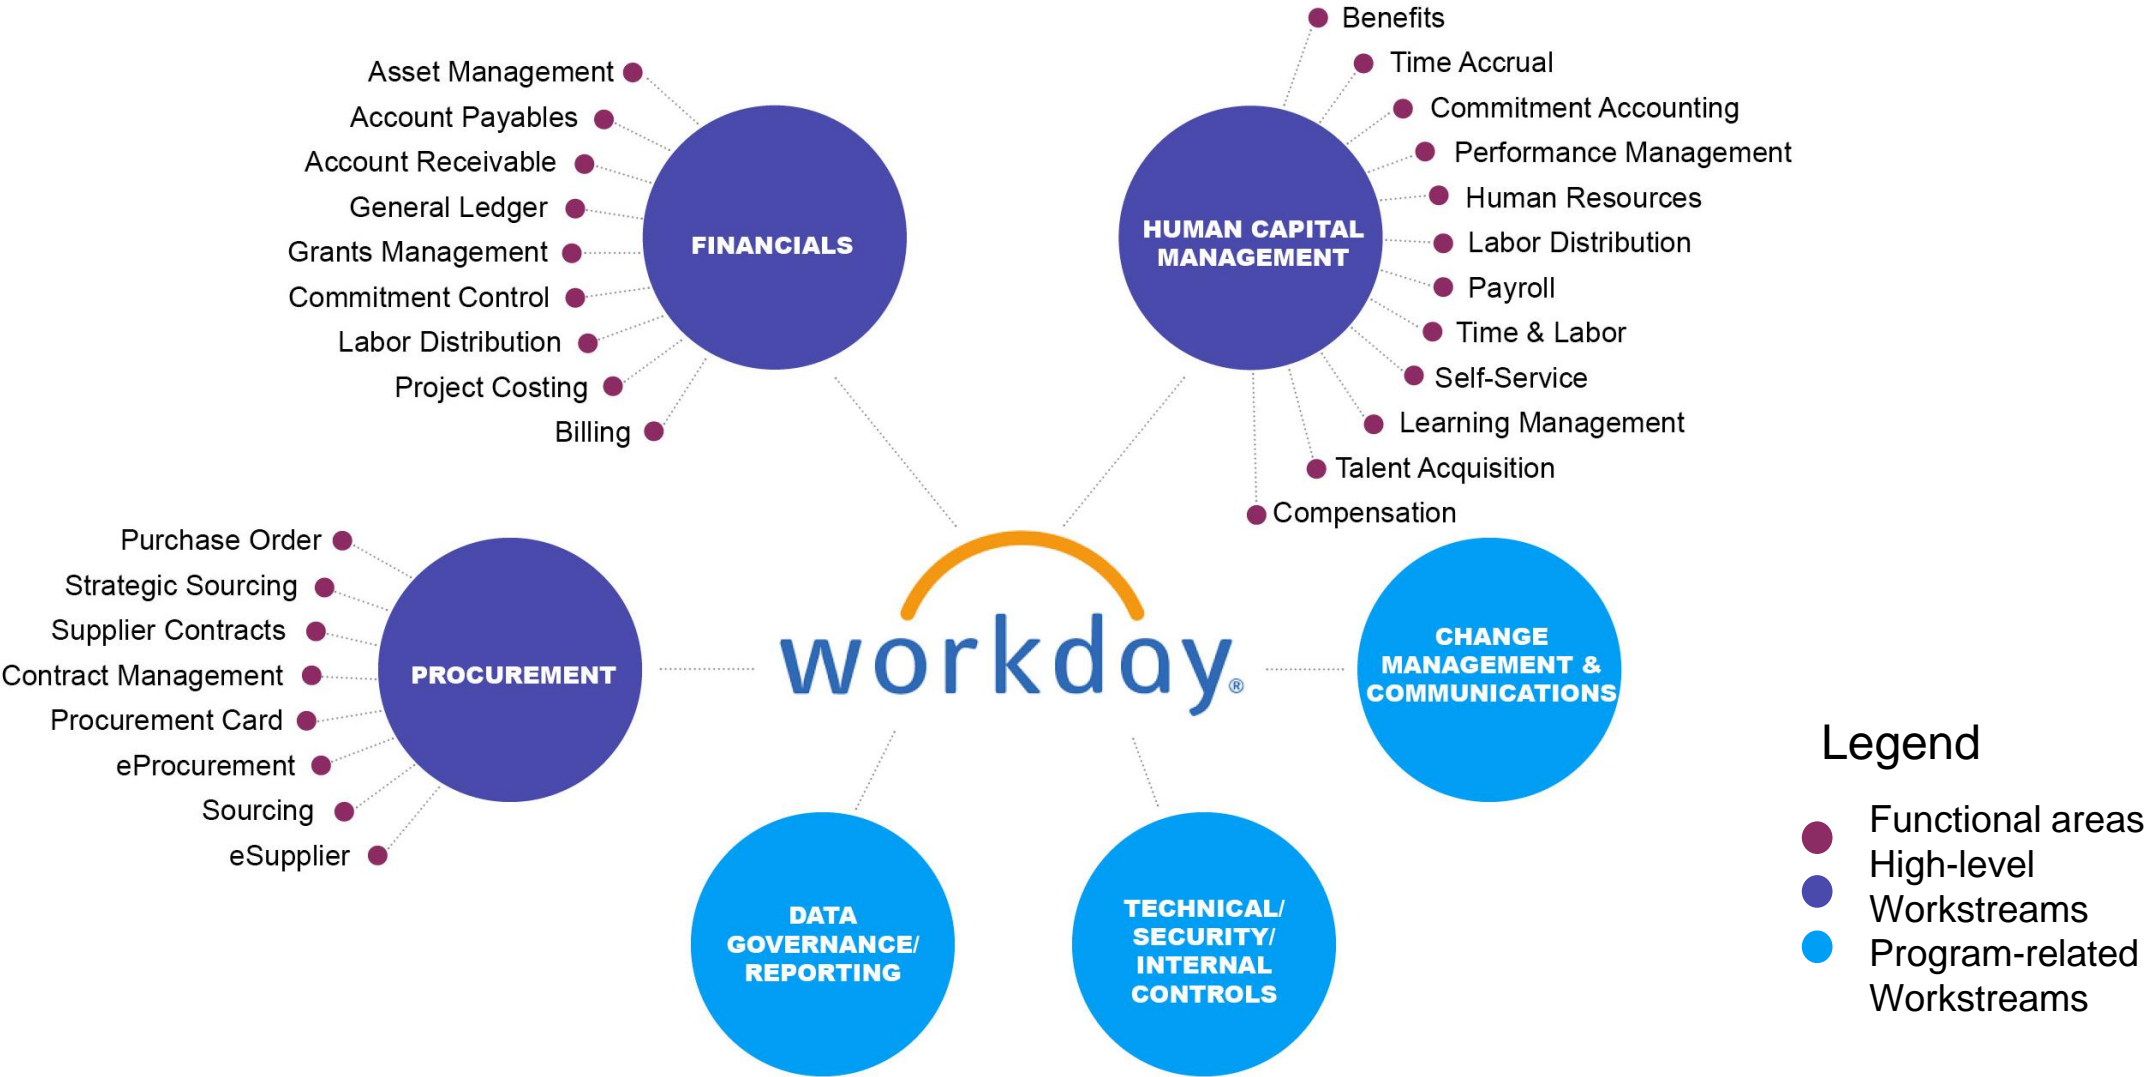 Asset Management
Account Payables
Account Receivable
General Ledger
Grants Management
Commitment Control
Labor Distribution
Project Costing
Billing
FINANCIALS
Benefits
Time Accrual
Commitment Accounting
Performance Management
Human Resources
Labor Distribution
Payroll
Time & Labor
Self-Service
Learning Management
Talent Acquisition
Compensation
HUMAN CAPITAL
MANAGEMENT
Purchase Order
Strategic Sourcing
Supplier Contracts
Contract Management
Procurement Card
eProcurement
Sourcing
eSupplier
PROCUREMENT
workday®
CHANGE
MANAGEMENT &
COMMUNICATIONS
DATA
GOVERNANCE/
REPORTING
TECHNICAL/
SECURITY/
INTERNAL
CONTROLS
Legend
Functional areas
High-level
Workstreams
Program-related
Workstreams